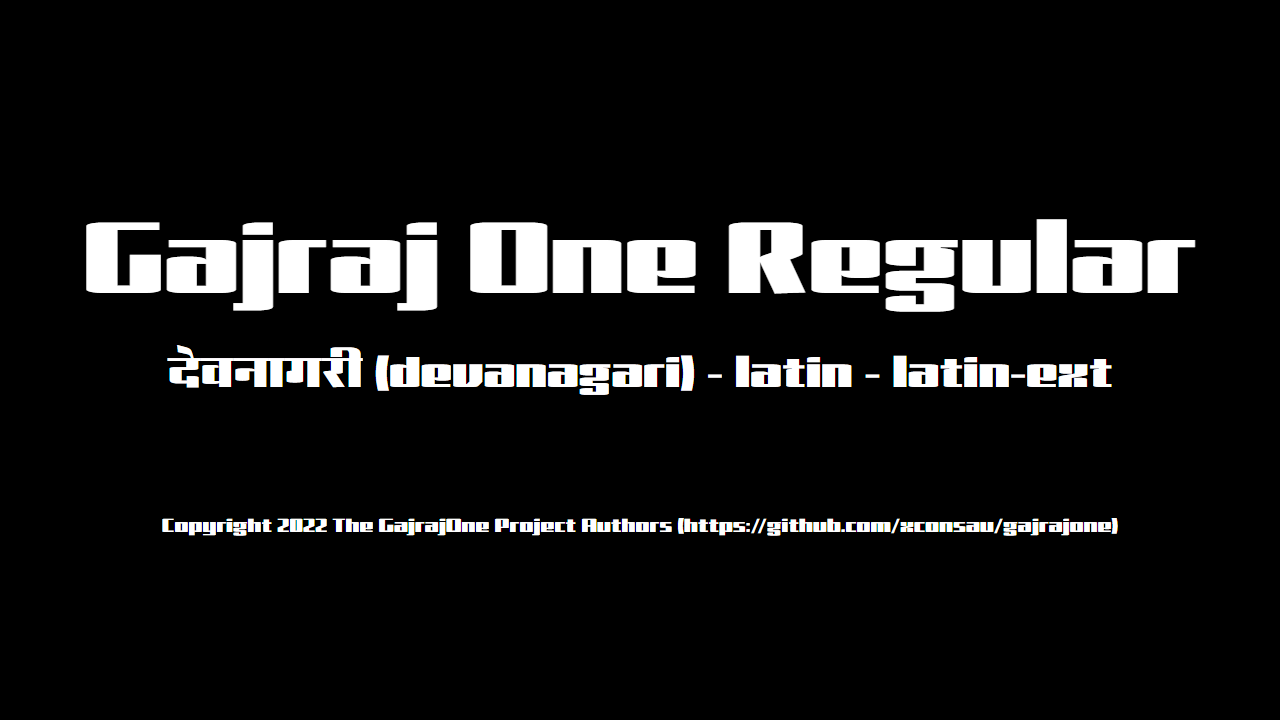 Gajraj One Regular
देवनागरी (devanagari) - latin - latin-ext
Copyright 2022 The GajrajOne Project Authors (https://github.com/xconsau/gajrajone)